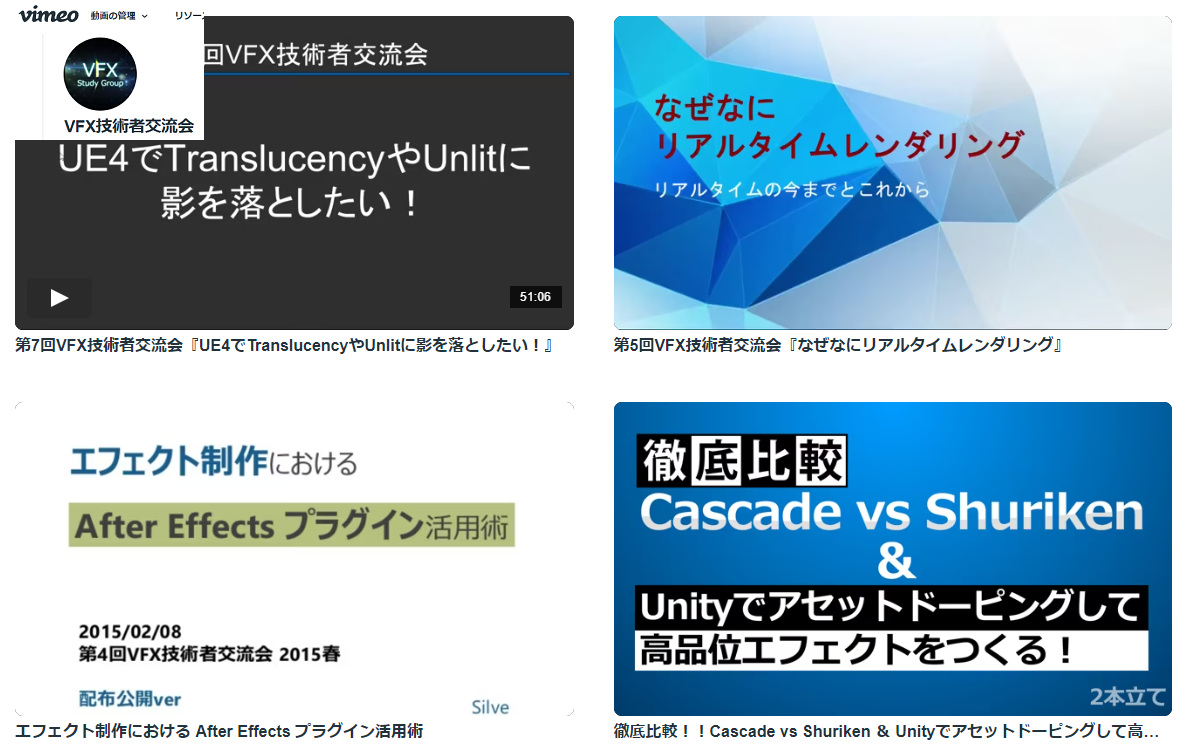 vimeo 動画の管理 リソー
VFX
Study Group
VFX技術者交流会
回VFX技術者交流会
UE4でTranslucencyやUnlitに
影を落としたい！
51:06
第7回VFX技術者交流会『UE4でTranslucencyやUnlitに影を落としたい！』
なぜなに
リアルタイムレンダリング
リアルタイムの今までとこれから
第5回VFX技術者交流会『なぜなにリアルタイムレンダリング』
エフェクト制作における
After Effects プラグイン活用術
2015/02/08
第4回VFX技術者交流会 2015春
配布公開ver
Silve
エフェクト制作における After Effects プラグイン活用術
徹底比較
Cascade vs Shuriken
&
Unityでアセットドーピングして
高品位エフェクトをつくる！
2本立て
徹底比較！！Cascade vs Shuriken ＆ Unityでアセットドーピングして高…